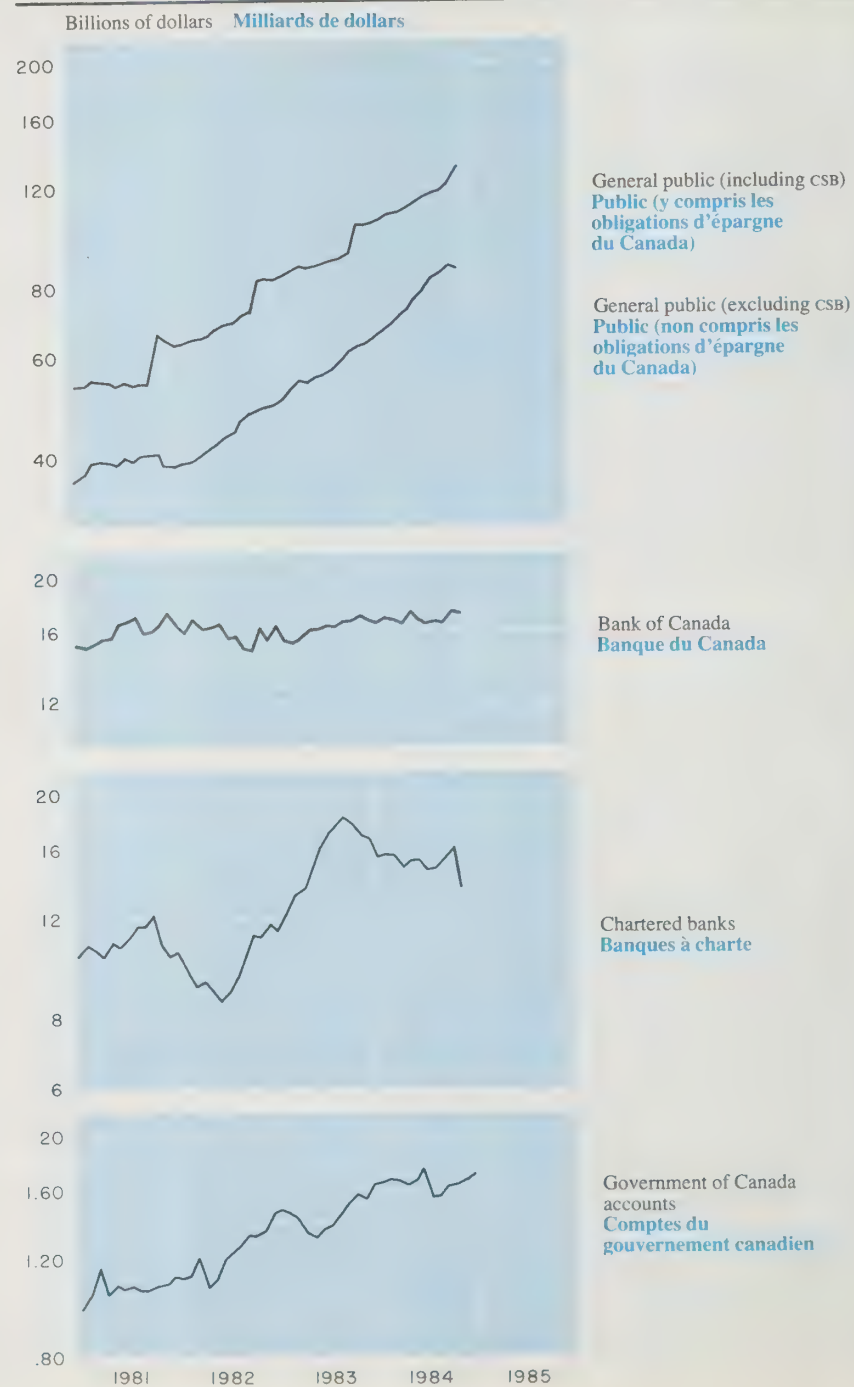 Billions of dollars Milliards de dollars
200
160
120
80
60
40
General public (including CSB)
Public (y compris les
obligations d'épargne
du Canada)
General public (excluding CSB)
Public (non compris les
obligations d'épargne
du Canada)
20
16
12
Bank of Canada
Banque du Canada
20
16
12
8
6
Chartered banks
Banques à charte
20
1.60
1.20
.80
Government of Canada
accounts
Comptes du
gouvernement canadien
1981 1982 1983 1984 1985